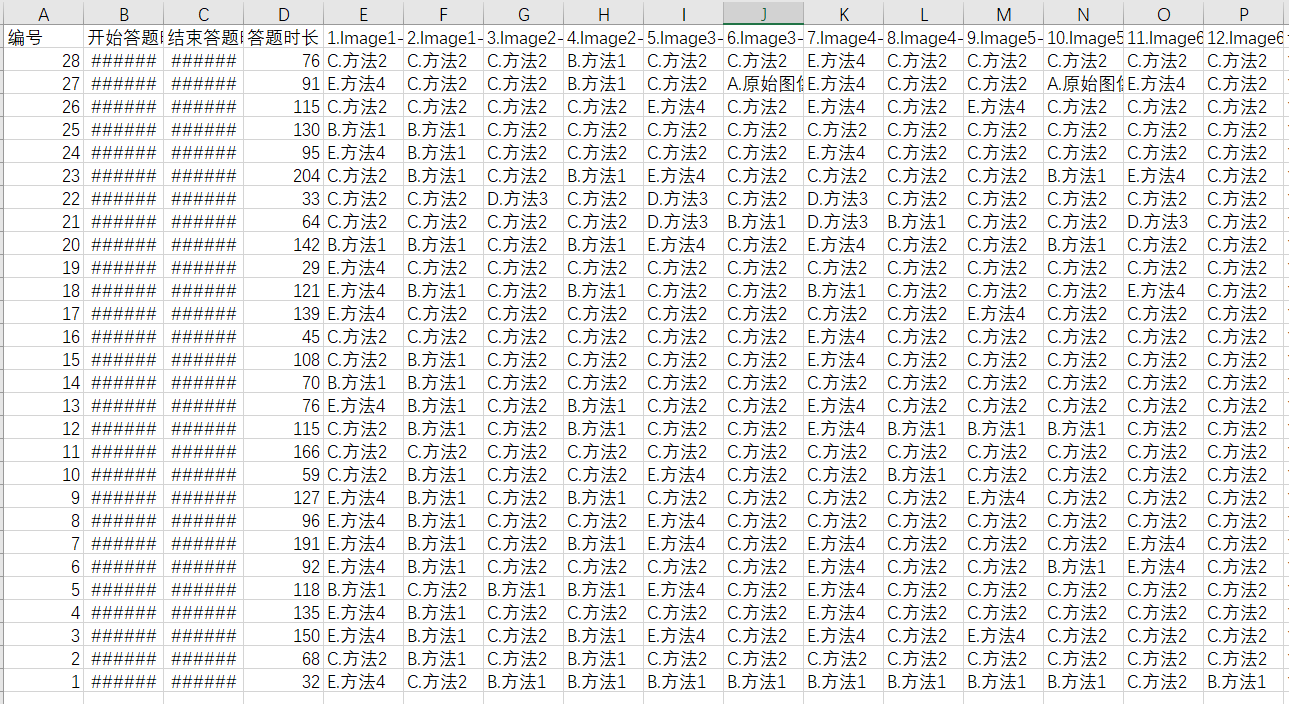 A B C D E F G H I J K L M N O P
编号 开始答题 结束答题 答题时长 1.Image1- 2.Image1- 3.Image2- 4.Image2- 5.Image3- 6.Image3- 7.Image4- 8.Image4- 9.Image5- 10.Image5 11.Image6 12.Image6
28 ###### ###### 76 C.方法2 C.方法2 C.方法2 B.方法1 C.方法2 C.方法2 E.方法4 C.方法2 C.方法2 C.方法2 C.方法2 C.方法2
27 ###### ###### 91 E.方法4 C.方法2 C.方法2 B.方法1 C.方法2 A.原始图 E.方法4 C.方法2 C.方法2 A.原始图 E.方法4 C.方法2
26 ###### ###### 115 C.方法2 C.方法2 C.方法2 C.方法2 E.方法4 C.方法2 E.方法4 C.方法2 E.方法4 C.方法2 C.方法2 C.方法2
25 ###### ###### 130 B.方法1 B.方法1 C.方法2 C.方法2 C.方法2 C.方法2 C.方法2 C.方法2 C.方法2 C.方法2 C.方法2 C.方法2
24 ###### ###### 95 E.方法4 B.方法1 C.方法2 C.方法2 C.方法2 C.方法2 E.方法4 C.方法2 C.方法2 C.方法2 C.方法2 C.方法2
23 ###### ###### 204 C.方法2 B.方法1 C.方法2 B.方法1 E.方法4 C.方法2 C.方法2 C.方法2 C.方法2 B.方法1 E.方法4 C.方法2
22 ###### ###### 33 C.方法2 C.方法2 D.方法3 C.方法2 D.方法3 C.方法2 D.方法3 C.方法2 C.方法2 C.方法2 C.方法2 C.方法2
21 ###### ###### 64 C.方法2 C.方法2 C.方法2 C.方法2 D.方法3 B.方法1 D.方法3 B.方法1 C.方法2 C.方法2 D.方法3 C.方法2
20 ###### ###### 142 B.方法1 B.方法1 C.方法2 B.方法1 E.方法4 C.方法2 E.方法4 C.方法2 C.方法2 B.方法1 C.方法2 C.方法2
19 ###### ###### 29 E.方法4 C.方法2 C.方法2 C.方法2 C.方法2 C.方法2 C.方法2 C.方法2 C.方法2 C.方法2 C.方法2 C.方法2
18 ###### ###### 121 E.方法4 B.方法1 C.方法2 B.方法1 C.方法2 C.方法2 B.方法1 C.方法2 C.方法2 C.方法2 E.方法4 C.方法2
17 ###### ###### 139 E.方法4 C.方法2 C.方法2 C.方法2 C.方法2 C.方法2 C.方法2 C.方法2 E.方法4 C.方法2 C.方法2 C.方法2
16 ###### ###### 45 C.方法2 C.方法2 C.方法2 C.方法2 C.方法2 C.方法2 E.方法4 C.方法2 C.方法2 C.方法2 C.方法2 C.方法2
15 ###### ###### 108 C.方法2 B.方法1 C.方法2 C.方法2 C.方法2 C.方法2 E.方法4 C.方法2 C.方法2 C.方法2 C.方法2 C.方法2
14 ###### ###### 70 B.方法1 B.方法1 C.方法2 C.方法2 C.方法2 C.方法2 C.方法2 C.方法2 C.方法2 C.方法2 C.方法2 C.方法2
13 ###### ###### 76 E.方法4 B.方法1 C.方法2 B.方法1 C.方法2 C.方法2 E.方法4 C.方法2 C.方法2 C.方法2 C.方法2 C.方法2
12 ###### ###### 115 C.方法2 B.方法1 C.方法2 B.方法1 C.方法2 C.方法2 E.方法4 B.方法1 B.方法1 B.方法1 C.方法2 C.方法2
11 ###### ###### 166 C.方法2 C.方法2 C.方法2 C.方法2 C.方法2 C.方法2 C.方法2 C.方法2 C.方法2 C.方法2 C.方法2 C.方法2
10 ###### ###### 59 C.方法2 B.方法1 C.方法2 C.方法2 E.方法4 C.方法2 C.方法2 B.方法1 C.方法2 C.方法2 C.方法2 C.方法2
9 ###### ###### 127 E.方法4 B.方法1 C.方法2 B.方法1 C.方法2 C.方法2 C.方法2 C.方法2 E.方法4 C.方法2 C.方法2 C.方法2
8 ###### ###### 96 E.方法4 B.方法1 C.方法2 C.方法2 E.方法4 C.方法2 C.方法2 C.方法2 C.方法2 C.方法2 C.方法2 C.方法2
7 ###### ###### 191 E.方法4 B.方法1 C.方法2 B.方法1 E.方法4 C.方法2 E.方法4 C.方法2 C.方法2 C.方法2 E.方法4 C.方法2
6 ###### ###### 92 E.方法4 B.方法1 C.方法2 C.方法2 C.方法2 C.方法2 E.方法4 C.方法2 C.方法2 B.方法1 E.方法4 C.方法2
5 ###### ###### 118 B.方法1 C.方法2 B.方法1 B.方法1 E.方法4 C.方法2 E.方法4 C.方法2 C.方法2 C.方法2 C.方法2 C.方法2
4 ###### ###### 135 E.方法4 B.方法1 C.方法2 C.方法2 C.方法2 C.方法2 E.方法4 C.方法2 C.方法2 C.方法2 C.方法2 C.方法2
3 ###### ###### 150 E.方法4 B.方法1 C.方法2 B.方法1 E.方法4 C.方法2 E.方法4 C.方法2 E.方法4 C.方法2 C.方法2 C.方法2
2 ###### ###### 68 C.方法2 B.方法1 C.方法2 B.方法1 C.方法2 C.方法2 C.方法2 C.方法2 C.方法2 C.方法2 C.方法2 C.方法2
1 ###### ###### 32 E.方法4 C.方法2 B.方法1 B.方法1 B.方法1 B.方法1 B.方法1 B.方法1 B.方法1 B.方法1 C.方法2 B.方法1